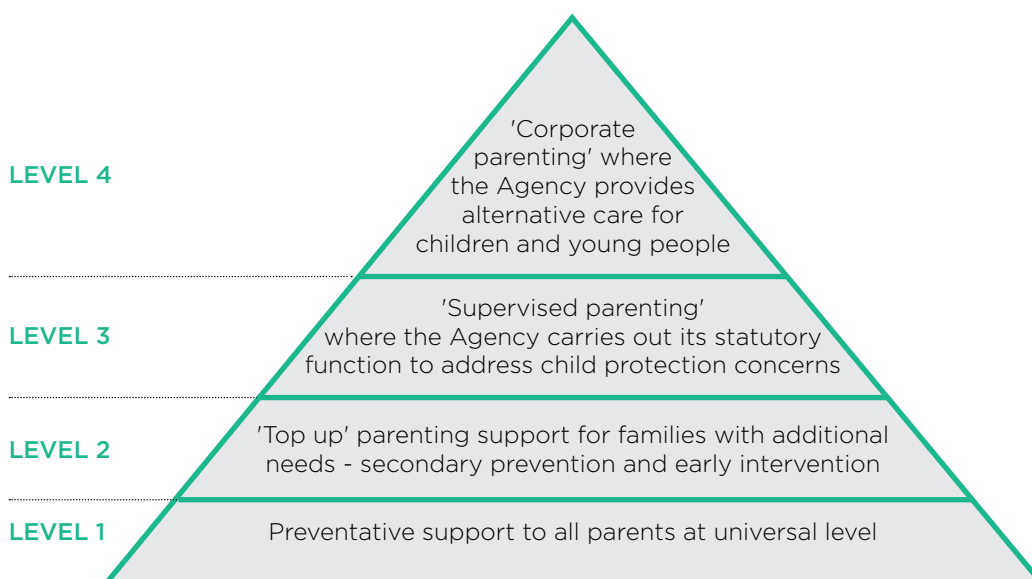 LEVEL 4
'Corporate
parenting' where
the Agency provides
alternative care for
children and young people
LEVEL 3
'Supervised parenting'
where the Agency carries out its statutory
function to address child protection concerns
LEVEL 2
'Top up' parenting support for families with additional
needs - secondary prevention and early intervention
LEVEL 1
Preventative support to all parents at universal level